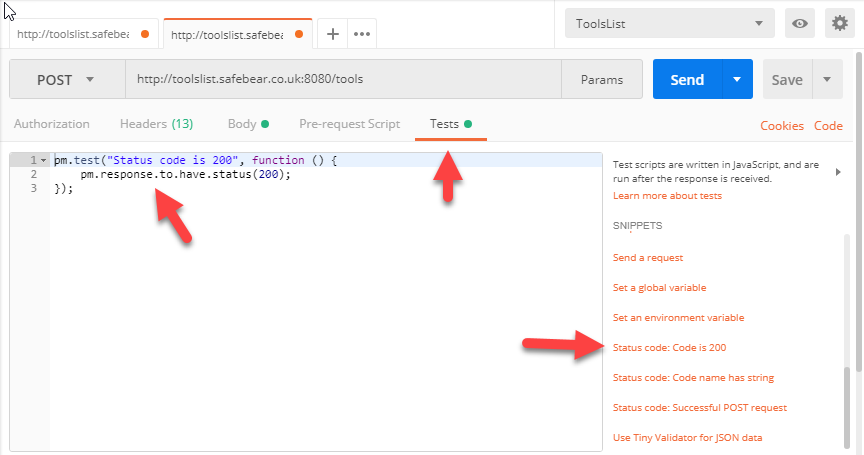 http://toolslist.safebea
http://toolslist.safebea
+
•••
ToolsList
POST
http://toolslist.safebear.co.uk:8080/tools
Params
Send
Save
Authorization
Headers (13)
Body
Pre-request Script
Tests
Cookies
Code
1 pm.test("Status code is 200", function () {
2 pm.response.to.have.status(200);
3 });
Test scripts are written in JavaScript, and are
run after the response is received.
Learn more about tests
SNIPPETS
Send a request
Set a global variable
Set an environment variable
Status code: Code is 200
Status code: Code name has string
Status code: Successful POST request
Use Tiny Validator for JSON data